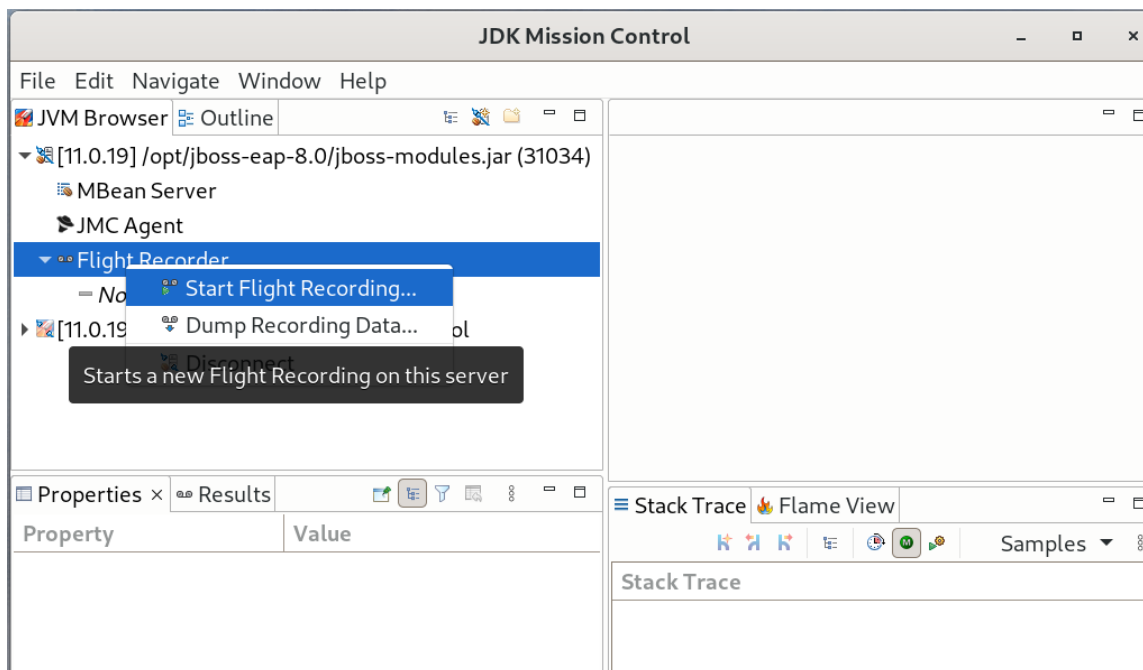 JDK Mission Control
File Edit Navigate Window Help
JVM Browser Outline
[11.0.19] /opt/jboss-eap-8.0/jboss-modules.jar (31034)
MBean Server
JMC Agent
Flight Recorder
Start Flight Recording...
No
Dump Recording Data...
[11.0.19 ol
Disconnect
Starts a new Flight Recording on this server
Properties × Results
Property Value
Stack Trace Flame View
Samples
Stack Trace